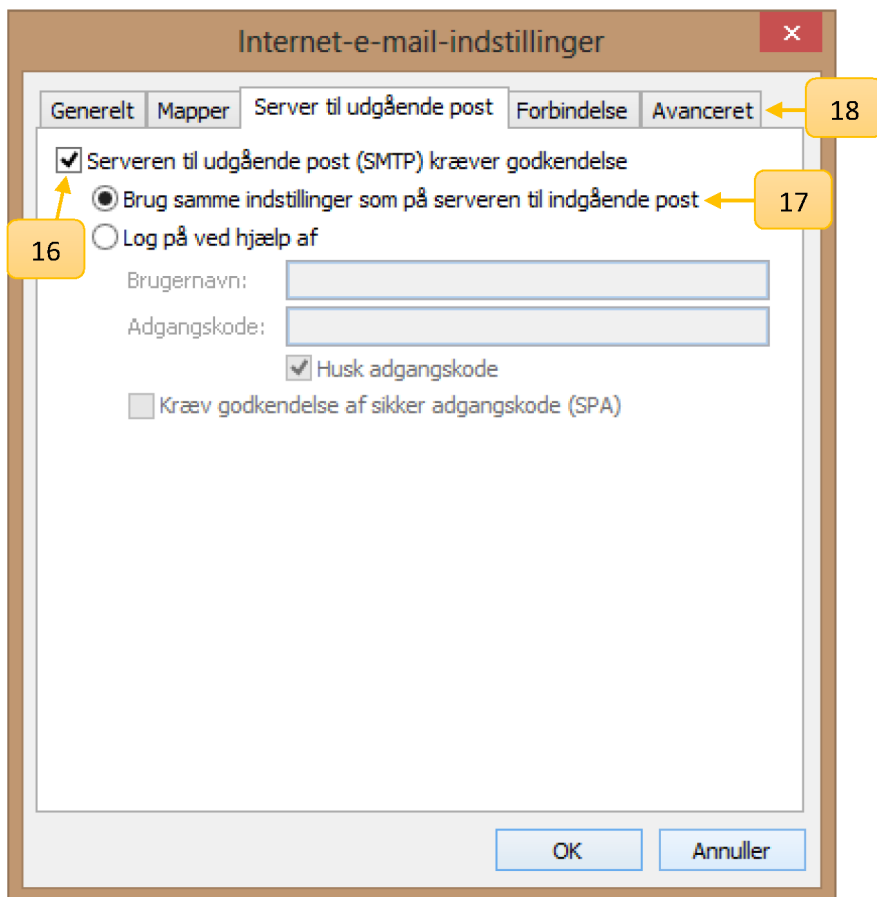 Internet-e-mail-indstillinger
Generelt Mapper Server til udgående post Forbindelse Avanceret 18
Serveren til udgående post (SMTP) kræver godkendelse
Brug samme indstillinger som på serveren til indgående post 17
16 Log på ved hjælp af
Brugernavn:
Adgangskode:
Husk adgangskode
Kræv godkendelse af sikker adgangskode (SPA)
OK Annuller